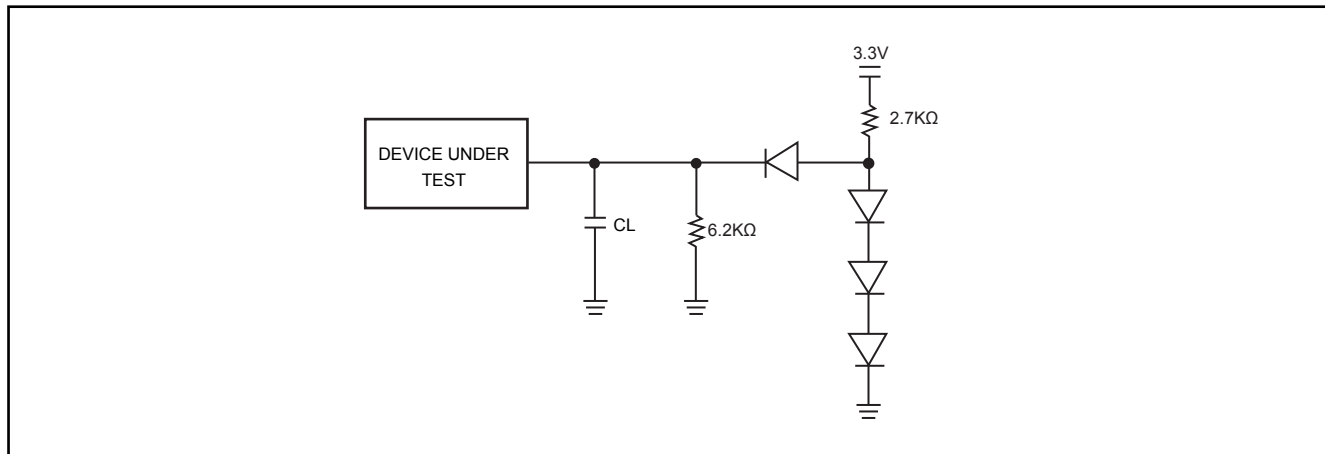 3.3V
2.7KΩ
DEVICE UNDER
TEST
CL
6.2KΩ